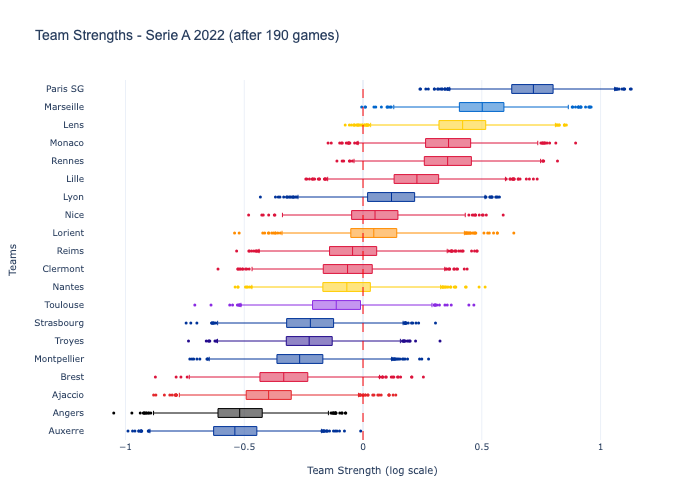 Team Strengths - Serie A 2022 (after 190 games)
Paris SG
Marseille
Lens
Monaco
Rennes
Lille
Lyon
Nice
Lorient
Reims
Clermont
Nantes
Toulouse
Strasbourg
Troyes
Montpellier
Brest
Ajaccio
Angers
Auxerre
Teams
−1
−0.5
0
0.5
1
Team Strength (log scale)